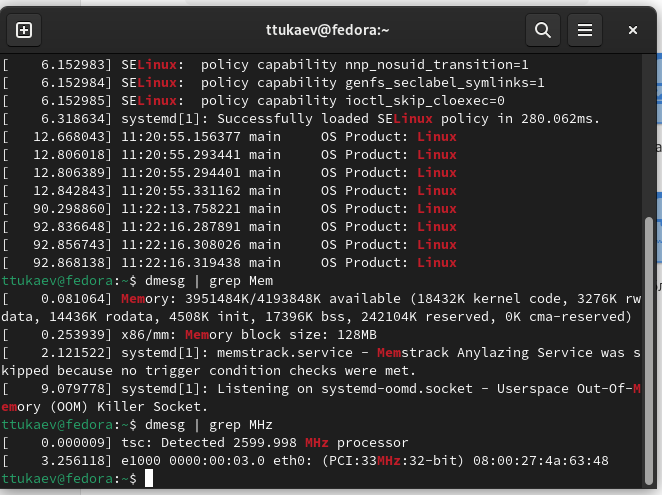 ttukaev@fedora:~
[    6.152983] SELinux:  policy capability nnp_nosuid_transition=1
[    6.152984] SELinux:  policy capability genfs_seclabel_symlinks=1
[    6.152985] SELinux:  policy capability ioctl_skip_cloexec=0
[    6.318634] systemd[1]: Successfully loaded SELinux policy in 280.062ms.
[   12.668043] 11:20:55.156377 main     OS Product: Linux
[   12.806018] 11:20:55.293441 main     OS Product: Linux
[   12.806389] 11:20:55.294401 main     OS Product: Linux
[   12.842843] 11:20:55.331162 main     OS Product: Linux
[   90.298860] 11:22:13.758221 main     OS Product: Linux
[   92.836648] 11:22:16.287891 main     OS Product: Linux
[   92.856743] 11:22:16.308026 main     OS Product: Linux
[   92.868138] 11:22:16.319438 main     OS Product: Linux
ttukaev@fedora:~$ dmesg | grep Mem
[    0.081064] Memory: 3951484K/4193848K available (18432K kernel code, 3276K rw
data, 14436K rodata, 4508K init, 17396K bss, 242104K reserved, 0K cma-reserved)
[    0.253939] x86/mm: Memory block size: 128MB
[    2.121522] systemd[1]: memstrack.service - Memstrack Anylazing Service was s
kipped because no trigger condition checks were met.
[    9.079778] systemd[1]: Listening on systemd-oomd.socket - Userspace Out-Of-M
emory (OOM) Killer Socket.
ttukaev@fedora:~$ dmesg | grep MHz
[    0.000009] tsc: Detected 2599.998 MHz processor
[    3.256118] e1000 0000:00:03.0 eth0: (PCI:33MHz:32-bit) 08:00:27:4a:63:48
ttukaev@fedora:~$